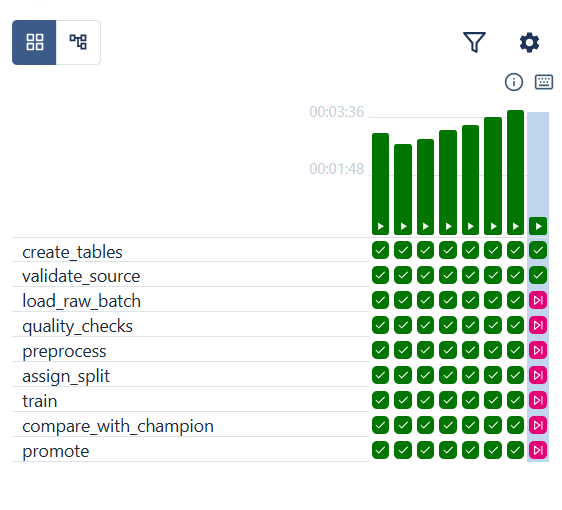 00:03:36
00:01:48
create_tables
validate_source
load_raw_batch
quality_checks
preprocess
assign_split
train
compare_with_champion
promote